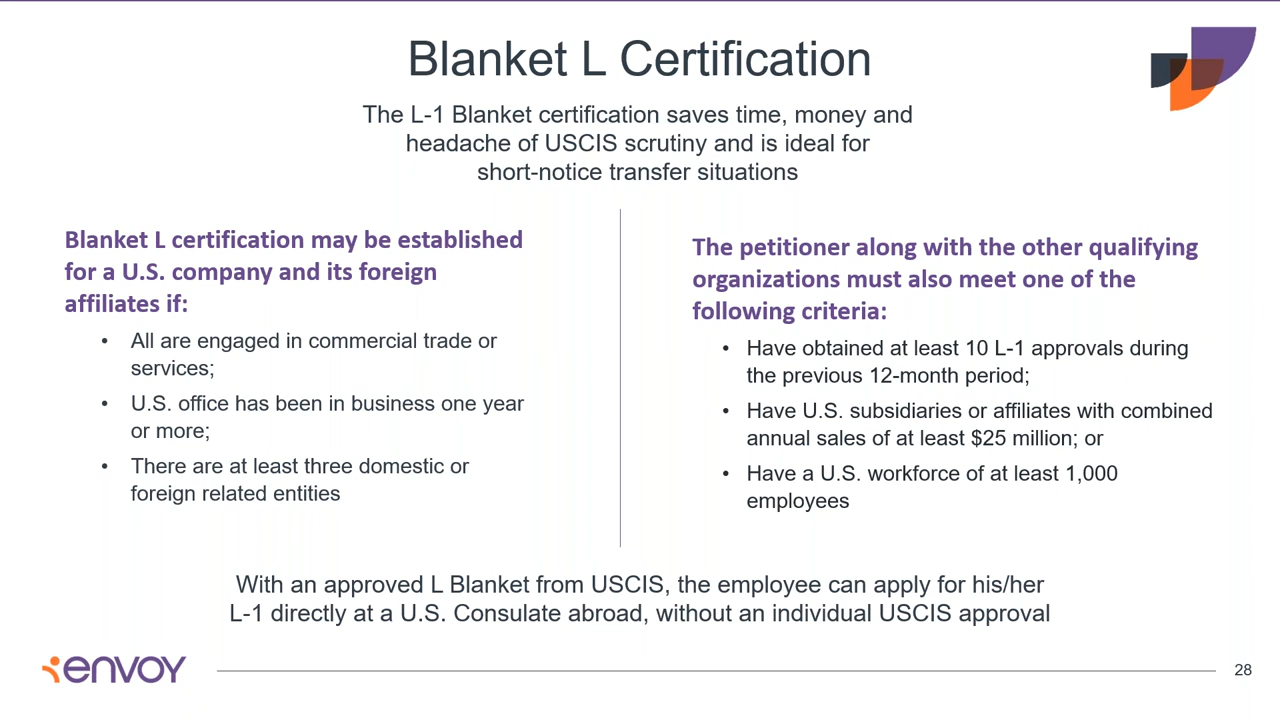 Blanket L Certification
The L-1 Blanket certification saves time, money and
headache of USCIS scrutiny and is ideal for
short-notice transfer situations
Blanket L certification may be established
for a U.S. company and its foreign
affiliates if:
• All are engaged in commercial trade or
services;
• U.S. office has been in business one year
or more;
• There are at least three domestic or
foreign related entities
The petitioner along with the other qualifying
organizations must also meet one of the
following criteria:
• Have obtained at least 10 L-1 approvals during
the previous 12-month period;
• Have U.S. subsidiaries or affiliates with combined
annual sales of at least $25 million; or
• Have a U.S. workforce of at least 1,000
employees
With an approved L Blanket from USCIS, the employee can apply for his/her
L-1 directly at a U.S. Consulate abroad, without an individual USCIS approval
envoy
28